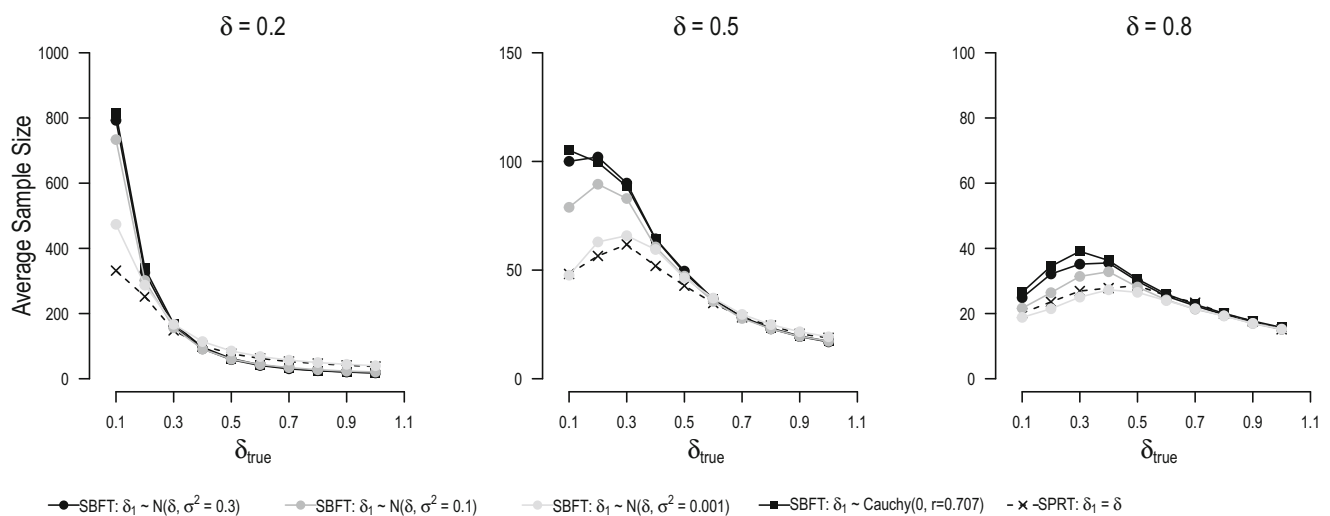 δ = 0.2
δ = 0.5
δ = 0.8
Average Sample Size
1000
800
600
400
200
0
0.1 0.3 0.5 0.7 0.9 1.1
δtrue
150
100
50
0
0.1 0.3 0.5 0.7 0.9 1.1
δtrue
100
80
60
40
20
0
0.1 0.3 0.5 0.7 0.9 1.1
δtrue
SBFT: δ₁ ~ N(δ, σ² = 0.3) SBFT: δ₁ ~ N(δ, σ² = 0.1) SBFT: δ₁ ~ N(δ, σ² = 0.001) SBFT: δ₁ ~ Cauchy(0, r=0.707) SPRT: δ₁ = δ